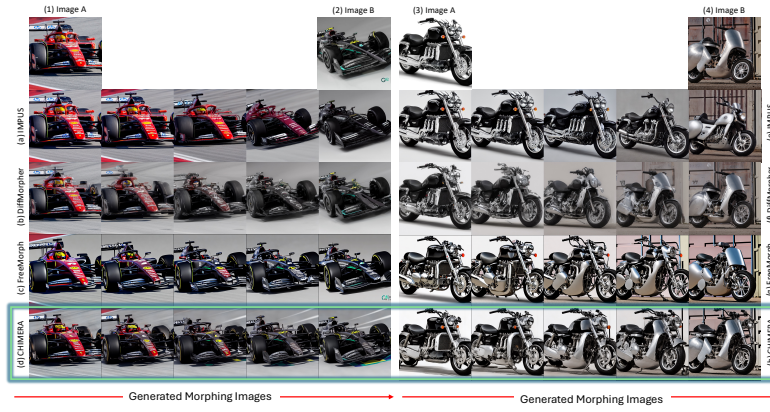 (1) Image A
(2) Image B
(3) Image A
(4) Image B
(a) IMPUS
(b) DiffMorpher
(c) FreeMorph
(d) CHIMERA
Generated Morphing Images
Generated Morphing Images